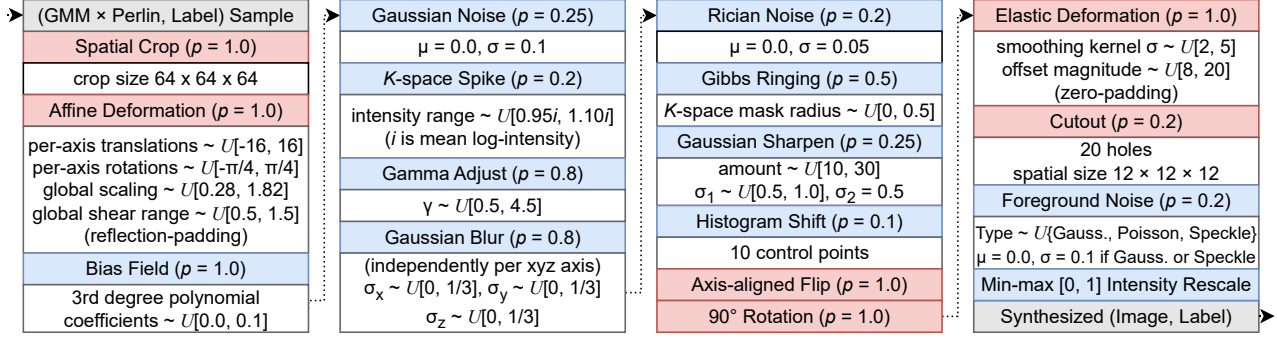 (GMM × Perlin, Label) Sample
Spatial Crop (p = 1.0)
crop size 64 x 64 x 64
Affine Deformation (p = 1.0)
per-axis translations ~ U[-16, 16]
per-axis rotations ~ U[-π/4, π/4]
global scaling ~ U[0.28, 1.82]
global shear range ~ U[0.5, 1.5]
(reflection-padding)
Bias Field (p = 1.0)
3rd degree polynomial
coefficients ~ U[0.0, 0.1]
Gaussian Noise (p = 0.25)
μ = 0.0, σ = 0.1
K-space Spike (p = 0.2)
intensity range ~ U[0.95i, 1.10i]
(i is mean log-intensity)
Gamma Adjust (p = 0.8)
γ ~ U[0.5, 4.5]
Gaussian Blur (p = 0.8)
(independently per xyz axis)
σx ~ U[0, 1/3], σy ~ U[0, 1/3]
σz ~ U[0, 1/3]
Rician Noise (p = 0.2)
μ = 0.0, σ = 0.05
Gibbs Ringing (p = 0.5)
K-space mask radius ~ U[0, 0.5]
Gaussian Sharpen (p = 0.25)
amount ~ U[10, 30]
σ1 ~ U[0.5, 1.0], σ2 = 0.5
Histogram Shift (p = 0.1)
10 control points
Axis-aligned Flip (p = 1.0)
90° Rotation (p = 1.0)
Elastic Deformation (p = 1.0)
smoothing kernel σ ~ U[2, 5]
offset magnitude ~ U[8, 20]
(zero-padding)
Cutout (p = 0.2)
20 holes
spatial size 12 × 12 × 12
Foreground Noise (p = 0.2)
Type ~ U{Gauss., Poisson, Speckle}
μ = 0.0, σ = 0.1 if Gauss. or Speckle
Min-max [0, 1] Intensity Rescale
Synthesized (Image, Label)